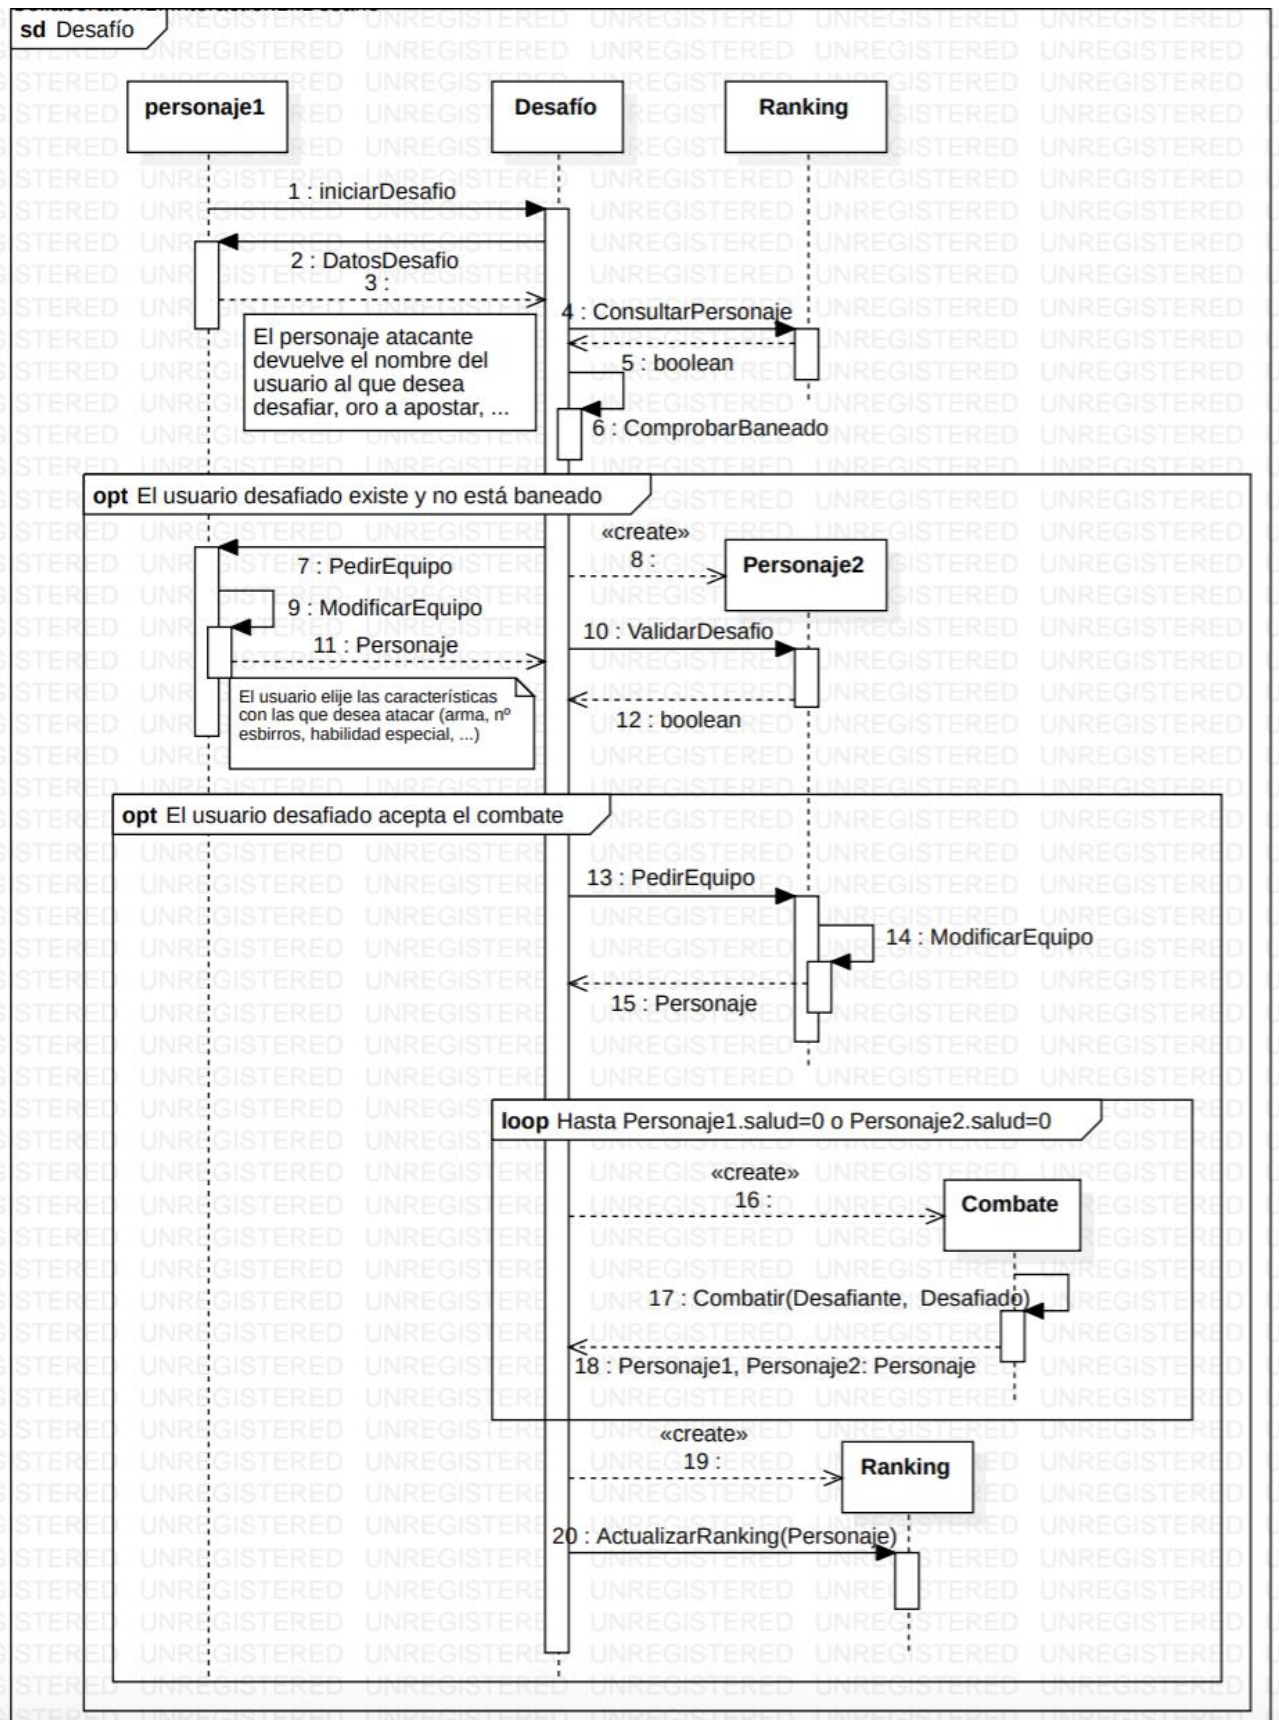 sd Desafío
personaje1
Desafío
Ranking
1 : iniciarDesafio
2 : DatosDesafio
3 :
4 : ConsultarPersonaje
5 : boolean
El personaje atacante
devuelve el nombre del
usuario al que desea
desafiar, oro a apostar, ...
6 : ComprobarBaneado
opt El usuario desafiado existe y no está baneado
«create»
8 :
Personaje2
7 : PedirEquipo
9 : ModificarEquipo
10 : ValidarDesafio
11 : Personaje
El usuario elije las características
con las que desea atacar (arma, nº
esbirros, habilidad especial, ...)
12 : boolean
opt El usuario desafiado acepta el combate
13 : PedirEquipo
14 : ModificarEquipo
15 : Personaje
loop Hasta Personaje1.salud=0 o Personaje2.salud=0
«create»
16 :
Combate
17 : Combatir(Desafiante, Desafiado)
18 : Personaje1, Personaje2: Personaje
«create»
19 :
Ranking
20 : ActualizarRanking(Personaje)
UNREGISTERED